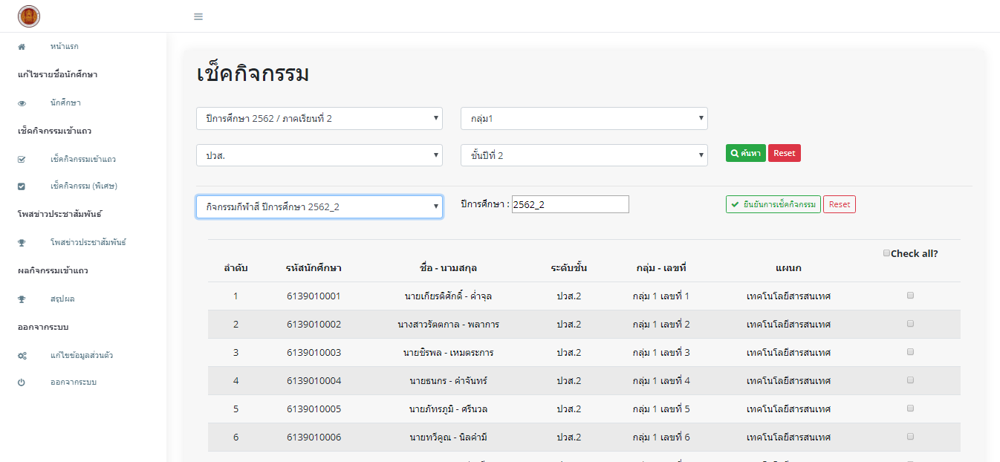 หน้าแรก
แก้ไขรายชื่อนักศึกษา
นักศึกษา
เช็คกิจกรรมเข้าแถว
เช็คกิจกรรมเข้าแถว
เช็คกิจกรรม (พิเศษ)
โพสข่าวประชาสัมพันธ์
โพสข่าวประชาสัมพันธ์
ผลกิจกรรมเข้าแถว
สรุปผล
ออกจากระบบ
แก้ไขข้อมูลส่วนตัว
ออกจากระบบ
เช็คกิจกรรม
ปีการศึกษา 2562 / ภาคเรียนที่ 2 กลุ่ม1
ปวส. ชั้นปีที่ 2 ค้นหา Reset
กิจกรรมกีฬาสี ปีการศึกษา 2562_2 ปีการศึกษา : 2562_2 ยืนยันการเช็คกิจกรรม Reset
Check all?
ลำดับ รหัสนักศึกษา ชื่อ - นามสกุล ระดับชั้น กลุ่ม - เลขที่ แผนก
1 6139010001 นายเกียรติศักดิ์ - คำจุล ปวส.2 กลุ่ม 1 เลขที่ 1 เทคโนโลยีสารสนเทศ
2 6139010002 นางสาวรัตตกาล - พลาการ ปวส.2 กลุ่ม 1 เลขที่ 2 เทคโนโลยีสารสนเทศ
3 6139010003 นายชิรพล - เหมตระการ ปวส.2 กลุ่ม 1 เลขที่ 3 เทคโนโลยีสารสนเทศ
4 6139010004 นายธนกร - คำจันทร์ ปวส.2 กลุ่ม 1 เลขที่ 4 เทคโนโลยีสารสนเทศ
5 6139010005 นายภัทรภูมิ - ศรีนวล ปวส.2 กลุ่ม 1 เลขที่ 5 เทคโนโลยีสารสนเทศ
6 6139010006 นายทวีคูณ - นิลคำมี ปวส.2 กลุ่ม 1 เลขที่ 6 เทคโนโลยีสารสนเทศ